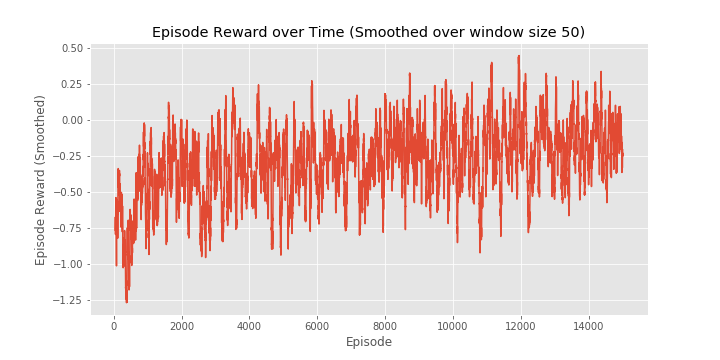 Episode Reward over Time (Smoothed over window size 50)
Episode Reward (Smoothed)
0.50
0.25
0.00
−0.25
−0.50
−0.75
−1.00
−1.25
0 2000 4000 6000 8000 10000 12000 14000
Episode